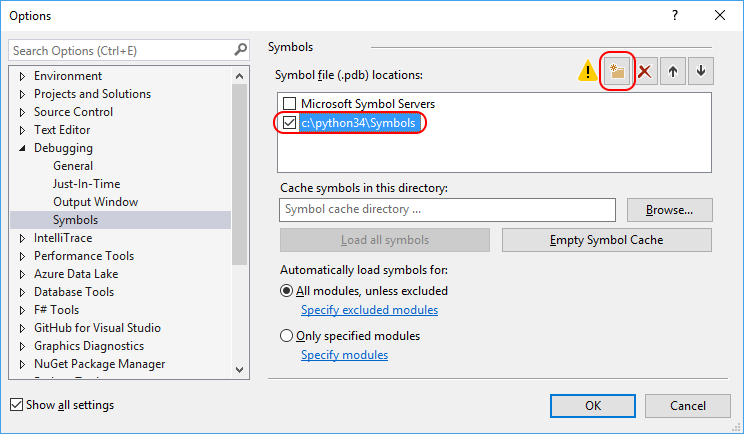 Options
Search Options (Ctrl+E)
Environment
Projects and Solutions
Source Control
Text Editor
Debugging
General
Just-In-Time
Output Window
Symbols
IntelliTrace
Performance Tools
Azure Data Lake
Database Tools
F# Tools
GitHub for Visual Studio
Graphics Diagnostics
NuGet Package Manager
Show all settings
Symbols
Symbol file (.pdb) locations:
Microsoft Symbol Servers
c:\python34\Symbols
Cache symbols in this directory:
Symbol cache directory ...
Browse...
Load all symbols
Empty Symbol Cache
Automatically load symbols for:
All modules, unless excluded
Specify excluded modules
Only specified modules
Specify modules
OK
Cancel